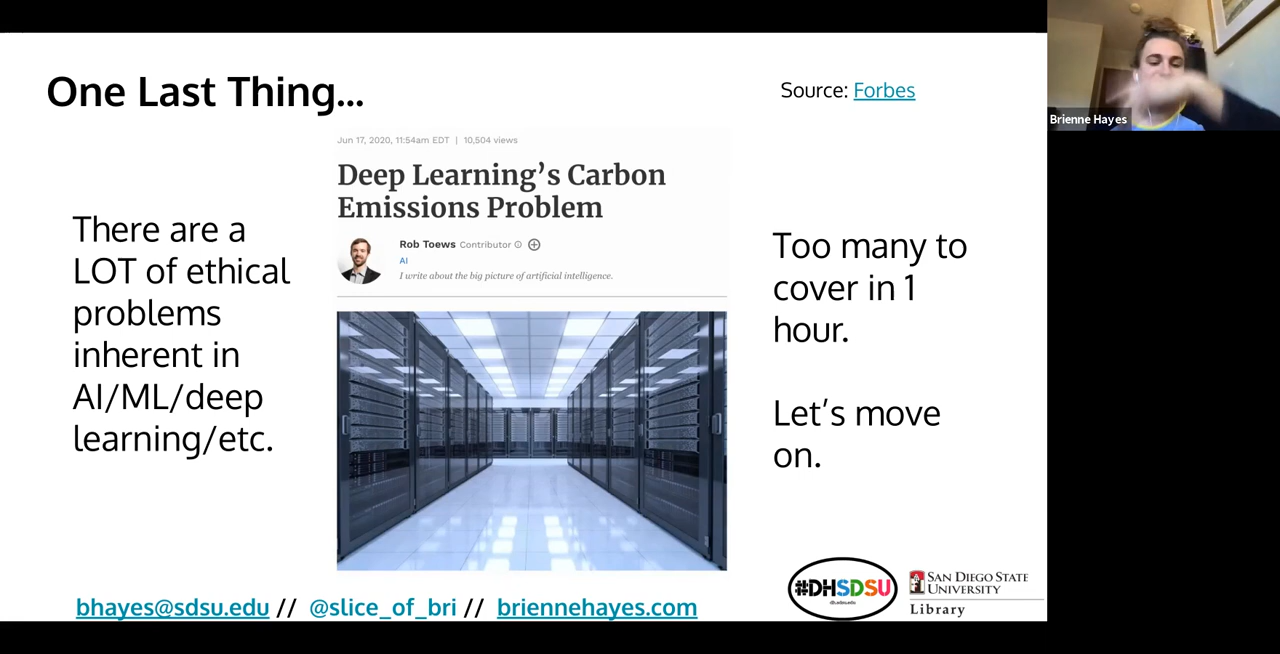 One Last Thing...
Source: Forbes
There are a
LOT of ethical
problems
inherent in
AI/ML/deep
learning/etc.
Jun 17, 2020, 11:54am EDT | 10,504 views
Deep Learning's Carbon
Emissions Problem
Rob Toews Contributor
AI
I write about the big picture of artificial intelligence.
Too many to
cover in 1
hour.
Let's move
on.
bhayes@sdsu.edu // @slice_of_bri // briennehayes.com
#DHSDSU
SAN DIEGO STATE
UNIVERSITY
Library
Brienne Hayes